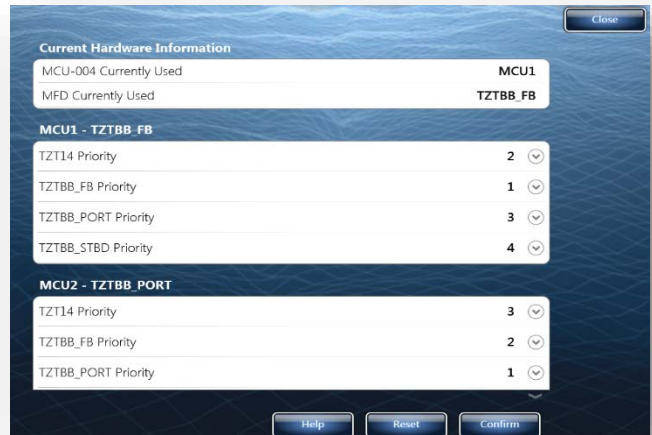 Close
Current Hardware Information
MCU-004 Currently Used MCU1
MFD Currently Used TZTBB_FB
MCU1 - TZTBB_FB
TZT14 Priority 2
TZTBB_FB Priority 1
TZTBB_PORT Priority 3
TZTBB_STBD Priority 4
MCU2 - TZTBB_PORT
TZT14 Priority 3
TZTBB_FB Priority 2
TZTBB_PORT Priority 1
Help Reset Confirm